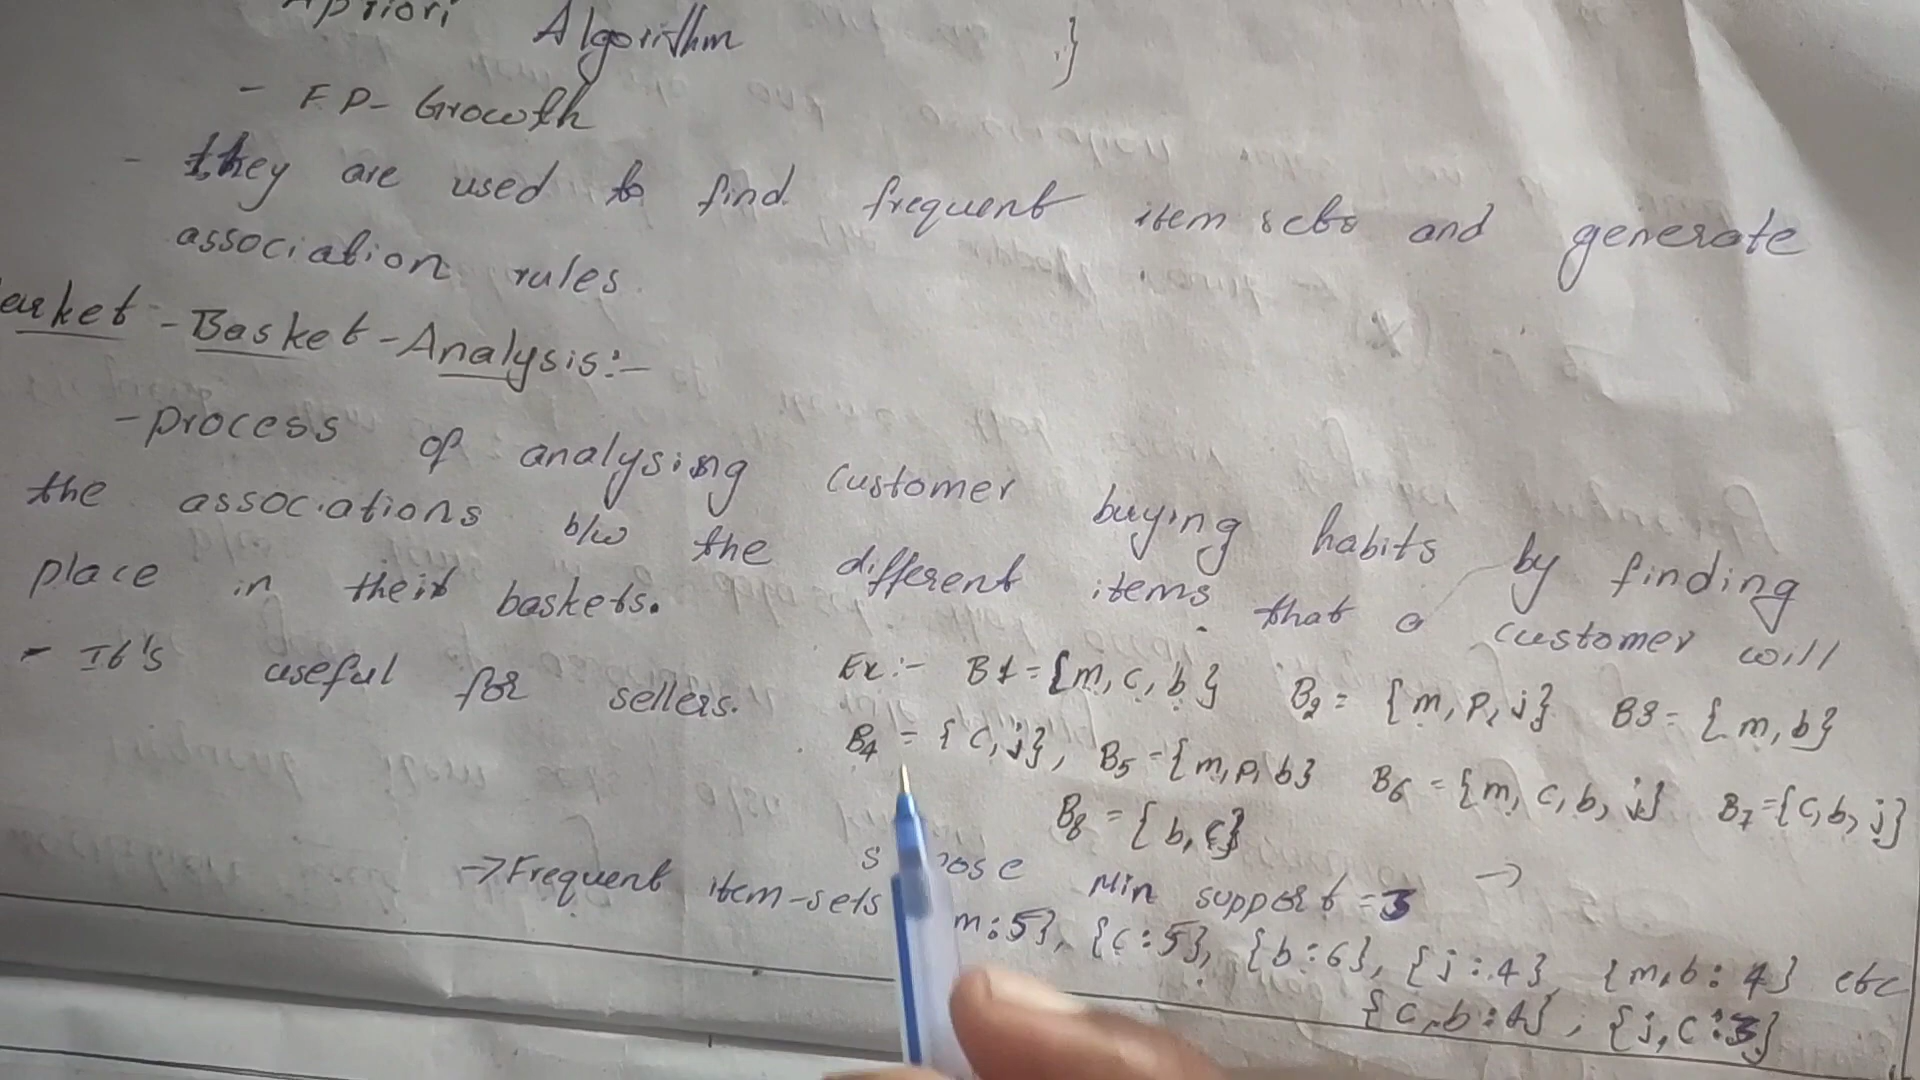 Apriori Algorithm }
- FP-Growth
- they are used to find frequent item sets and generate
association rules.
Market-Basket-Analysis:-
- process of analysing customer buying habits by finding
the associations b/w the different items that a customer will
place in their baskets.
- It's useful for sellers. Ex:- B1={m,c,b} B2={m,p,j} B3={m,b}
B4={c,j}, B5={m,p,b} B6={m,c,b,j} B7={c,b,j}
B8={b,c}
Min support=3 →
→Frequent item-sets m:5}, {c:5}, {b:6}, {j:4}, {m,b:4} etc
{c,b:4}, {j,c:3}